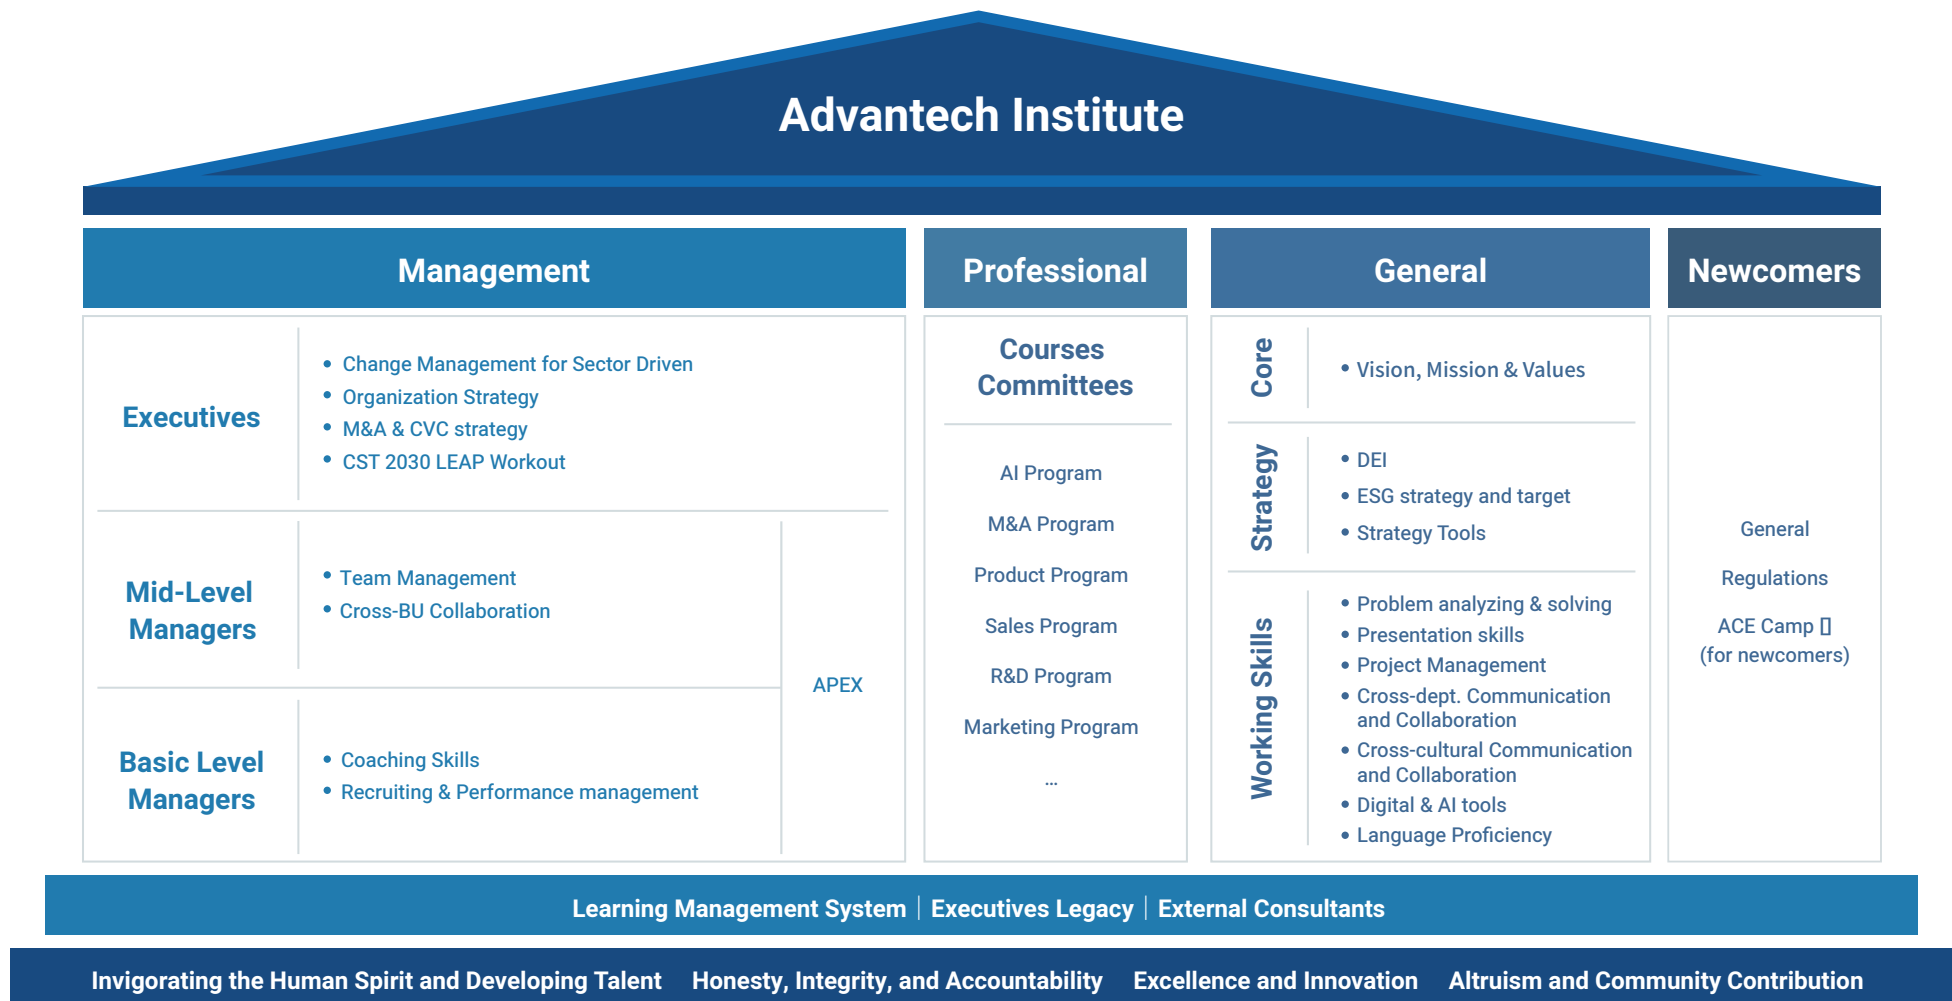 Advantech Institute
Management
Professional
General
Newcomers
Executives
• Change Management for Sector Driven
• Organization Strategy
• M&A & CVC strategy
• CST 2030 LEAP Workout
Mid-Level
Managers
• Team Management
• Cross-BU Collaboration
Basic Level
Managers
• Coaching Skills
• Recruiting & Performance management
APEX
Courses
Committees
AI Program
M&A Program
Product Program
Sales Program
R&D Program
Marketing Program
...
Core
• Vision, Mission & Values
Strategy
• DEI
• ESG strategy and target
• Strategy Tools
Working Skills
• Problem analyzing & solving
• Presentation skills
• Project Management
• Cross-dept. Communication
and Collaboration
• Cross-cultural Communication
and Collaboration
• Digital & AI tools
• Language Proficiency
General
Regulations
ACE Camp []
(for newcomers)
Learning Management System | Executives Legacy | External Consultants
Invigorating the Human Spirit and Developing Talent Honesty, Integrity, and Accountability Excellence and Innovation Altruism and Community Contribution